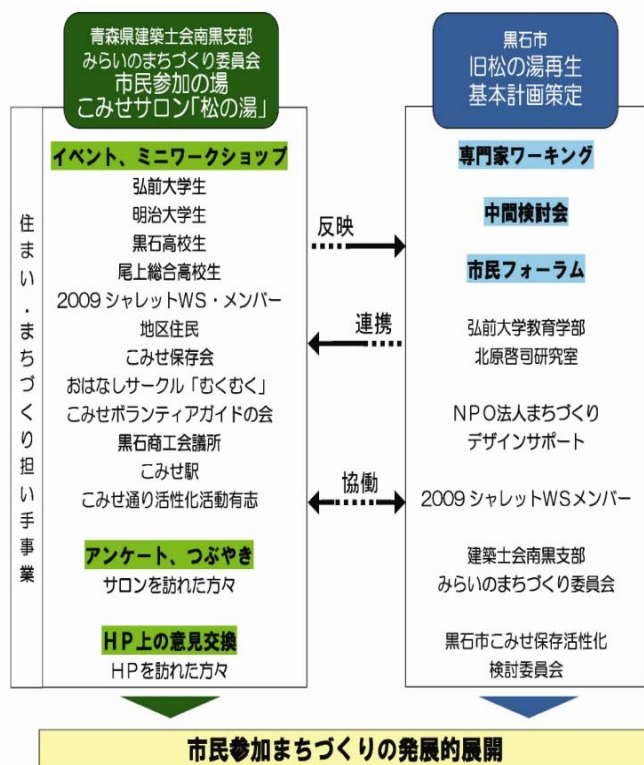 青森県建築士会南黒支部
みらいのまちづくり委員会
市民参加の場
こみせサロン「松の湯」
住まい・まちづくり担い手事業
イベント、ミニワークショップ
弘前大学生
明治大学生
黒石高校生
尾上総合高校生
2009シャレットWS・メンバー
地区住民
こみせ保存会
おはなしサークル「むくむく」
こみせボランティアガイドの会
黒石商工会議所
こみせ駅
こみせ通り活性化活動有志
アンケート、つぶやき
サロンを訪れた方々
HP上の意見交換
HPを訪れた方々
反映
連携
協働
黒石市
旧松の湯再生
基本計画策定
専門家ワーキング
中間検討会
市民フォーラム
弘前大学教育学部
北原啓司研究室
NPO法人まちづくり
デザインサポート
2009シャレットWSメンバー
建築士会南黒支部
みらいのまちづくり委員会
黒石市こみせ保存活性化
検討委員会
市民参加まちづくりの発展的展開